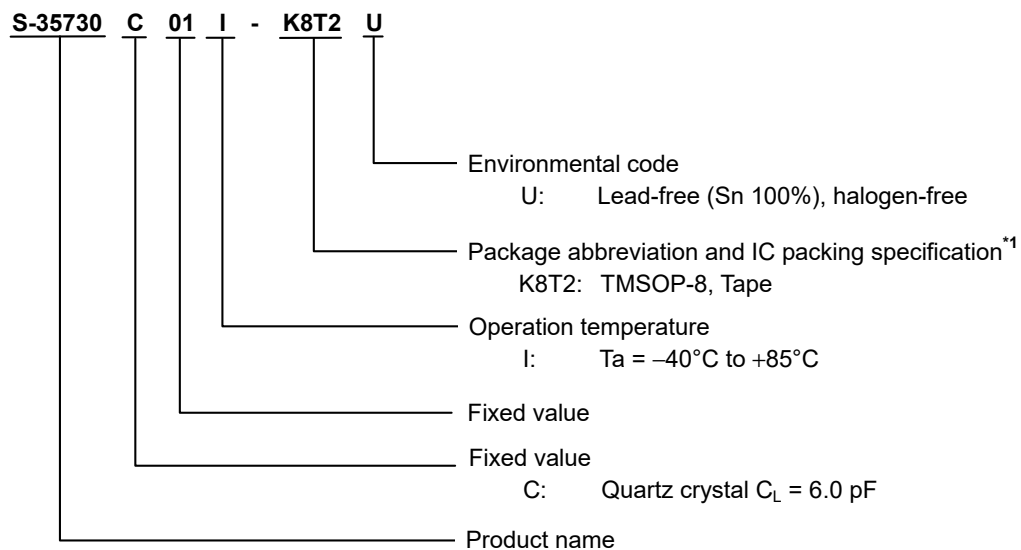 S-35730 C 01 I - K8T2 U
Environmental code
U: Lead-free (Sn 100%), halogen-free
Package abbreviation and IC packing specification*1
K8T2: TMSOP-8, Tape
Operation temperature
I: Ta = −40°C to +85°C
Fixed value
Fixed value
C: Quartz crystal CL = 6.0 pF
Product name